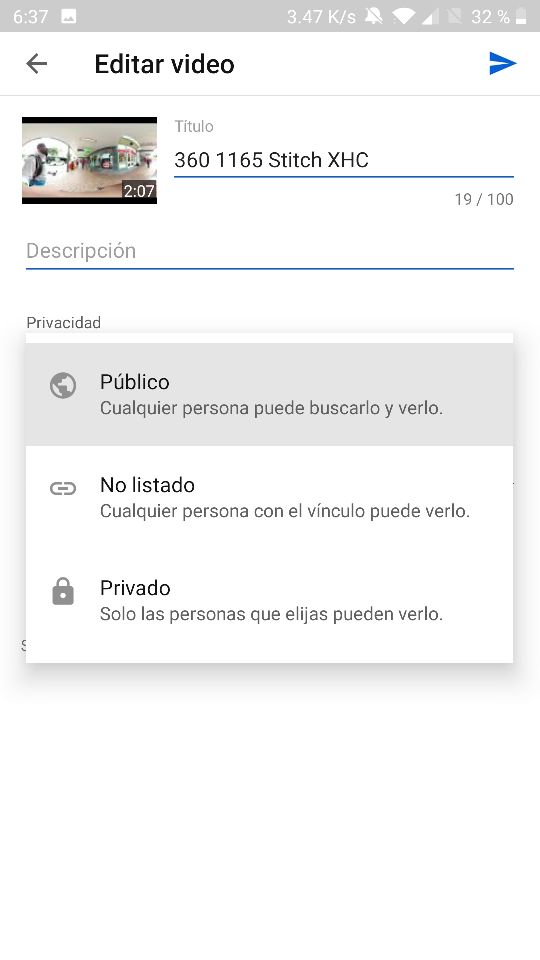 6:37 3.47 K/s 32 %
Editar video
Título
360 1165 Stitch XHC
2:07
19 / 100
Descripción
Privacidad
Público
Cualquier persona puede buscarlo y verlo.
No listado
Cualquier persona con el vínculo puede verlo.
Privado
Solo las personas que elijas pueden verlo.